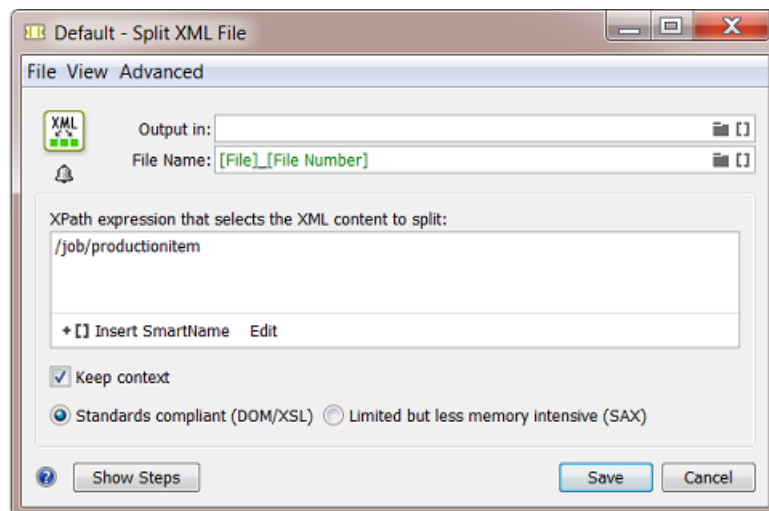 Default - Split XML File
File View Advanced
XML
Output in:
File Name: [File]_[File Number]
XPath expression that selects the XML content to split:
/job/productionitem
+[] Insert SmartName Edit
Keep context
Standards compliant (DOM/XSL) Limited but less memory intensive (SAX)
? Show Steps Save Cancel